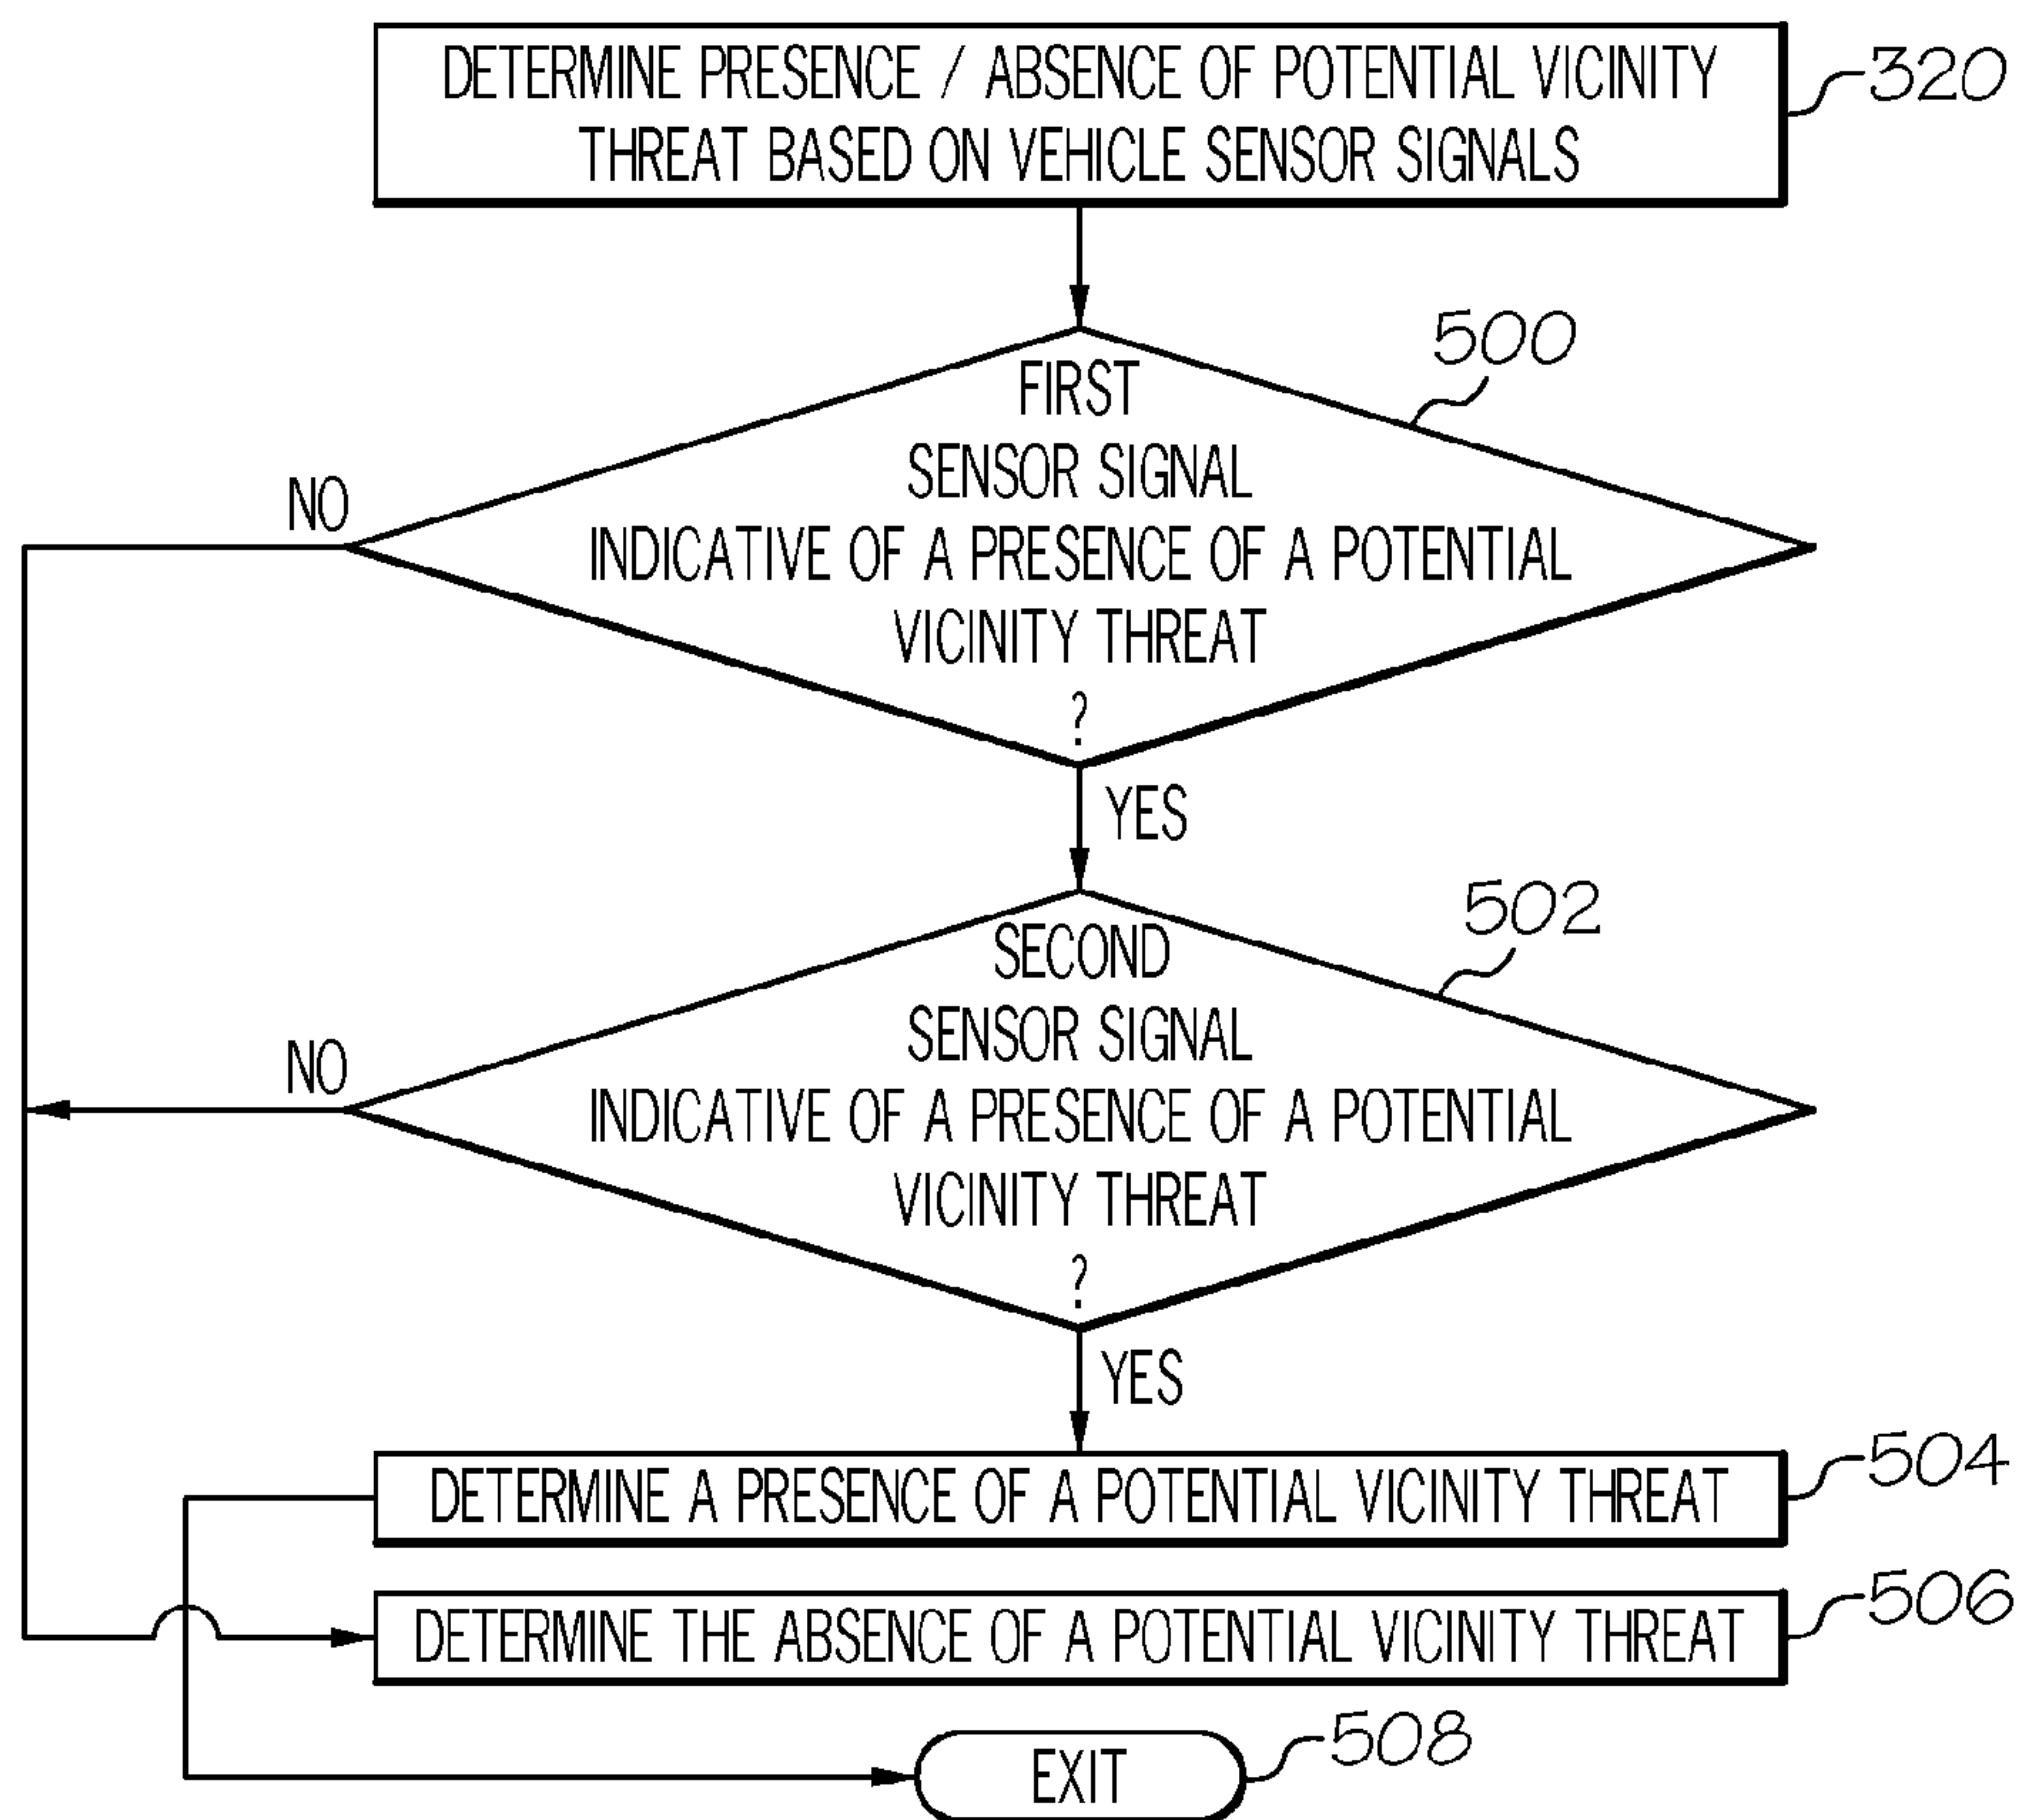 DETERMINE PRESENCE / ABSENCE OF POTENTIAL VICINITY
THREAT BASED ON VEHICLE SENSOR SIGNALS
320
500
FIRST
SENSOR SIGNAL
INDICATIVE OF A PRESENCE OF A POTENTIAL
VICINITY THREAT
?
NO
YES
502
SECOND
SENSOR SIGNAL
INDICATIVE OF A PRESENCE OF A POTENTIAL
VICINITY THREAT
?
NO
YES
DETERMINE A PRESENCE OF A POTENTIAL VICINITY THREAT
504
DETERMINE THE ABSENCE OF A POTENTIAL VICINITY THREAT
506
EXIT
508